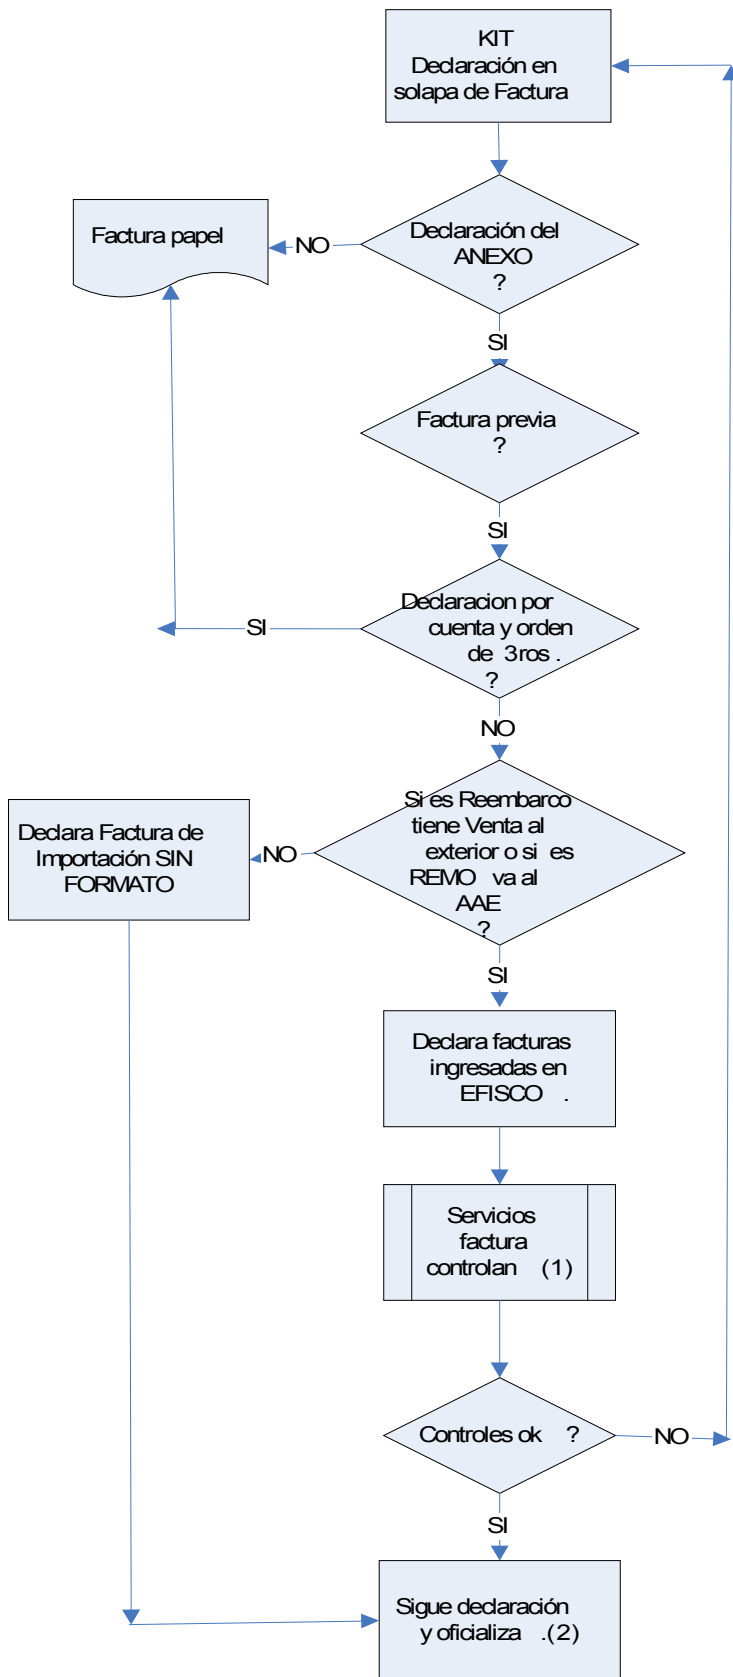 KIT
Declaración en
solapa de Factura
Factura papel
NO
Declaración del
ANEXO
?
SI
Factura previa
?
SI
Declaracion por
cuenta y orden
de 3ros .
?
SI
NO
Si es Reembarco
tiene Venta al
exterior o si es
REMO va al
AAE
?
NO
Declara Factura de
Importación SIN
FORMATO
SI
Declara facturas
ingresadas en
EFISCO .
Servicios
factura
controlan (1)
Controles ok ?
NO
SI
Sigue declaración
y oficializa .(2)